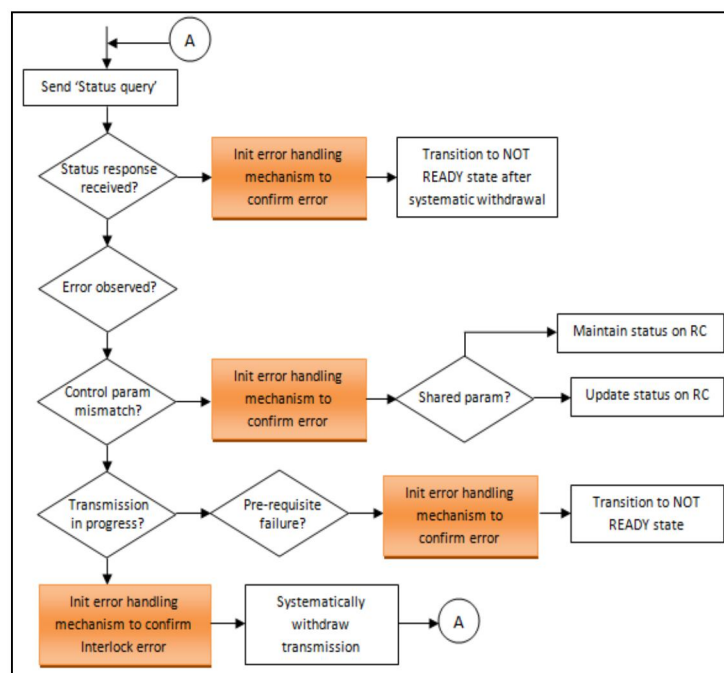 A
Send 'Status query'
Status response
received?
Init error handling
mechanism to
confirm error
Transition to NOT
READY state after
systematic withdrawal
Error observed?
Control param
mismatch?
Init error handling
mechanism to
confirm error
Shared param?
Maintain status on RC
Update status on RC
Transmission
in progress?
Pre-requisite
failure?
Init error handling
mechanism to
confirm error
Transition to NOT
READY state
Init error handling
mechanism to confirm
Interlock error
Systematically
withdraw
transmission
A